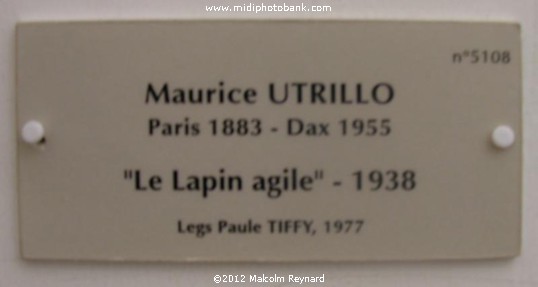 www.midiphotobank.com
n°5108
Maurice UTRILLO
Paris 1883 - Dax 1955
"Le Lapin agile" - 1938
Legs Paule TIFFY, 1977
©2012 Malcolm Reynard